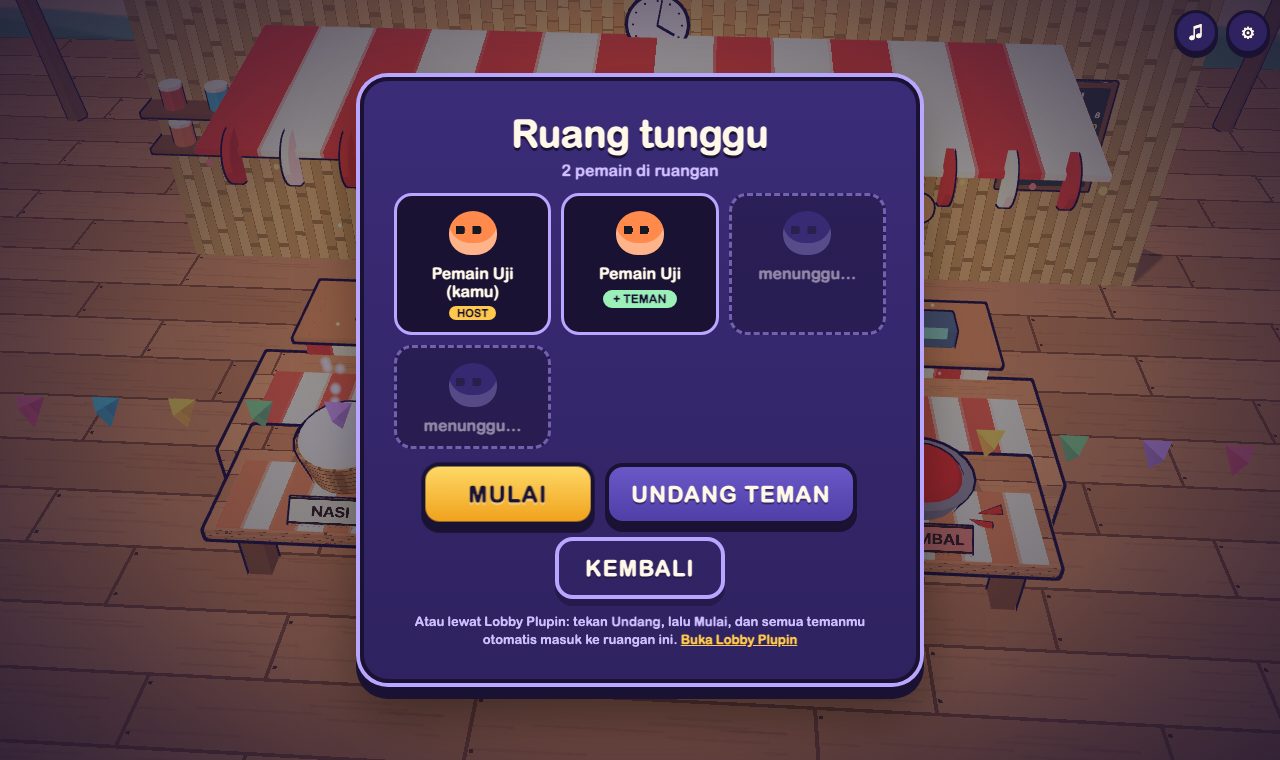 Ruang tunggu
2 pemain di ruangan
Pemain Uji
(kamu)
HOST
Pemain Uji
+ TEMAN
menunggu...
menunggu...
MULAI
UNDANG TEMAN
KEMBALI
Atau lewat Lobby Plupin: tekan Undang, lalu Mulai, dan semua temanmu
otomatis masuk ke ruangan ini. Buka Lobby Plupin
NASI
MBAL